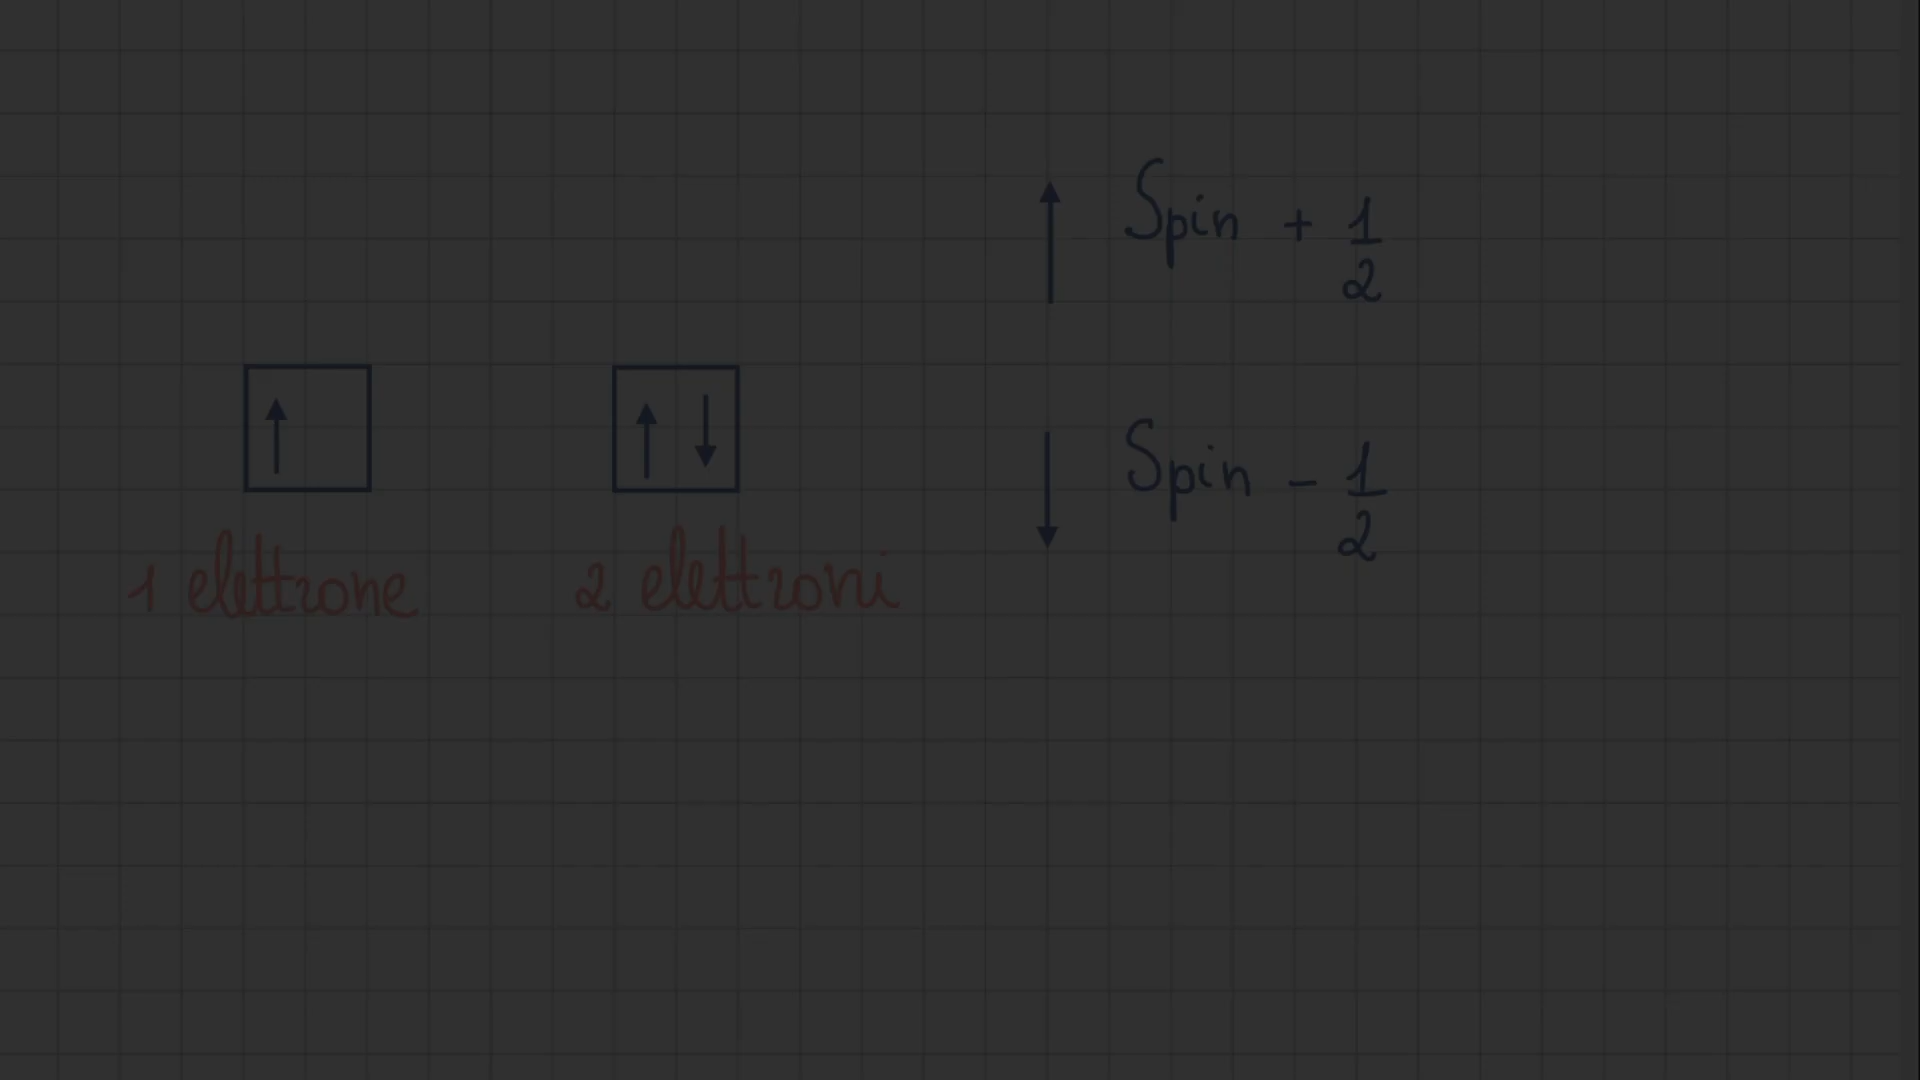 Spin + 1/2
Spin - 1/2
1 elettrone
2 elettroni